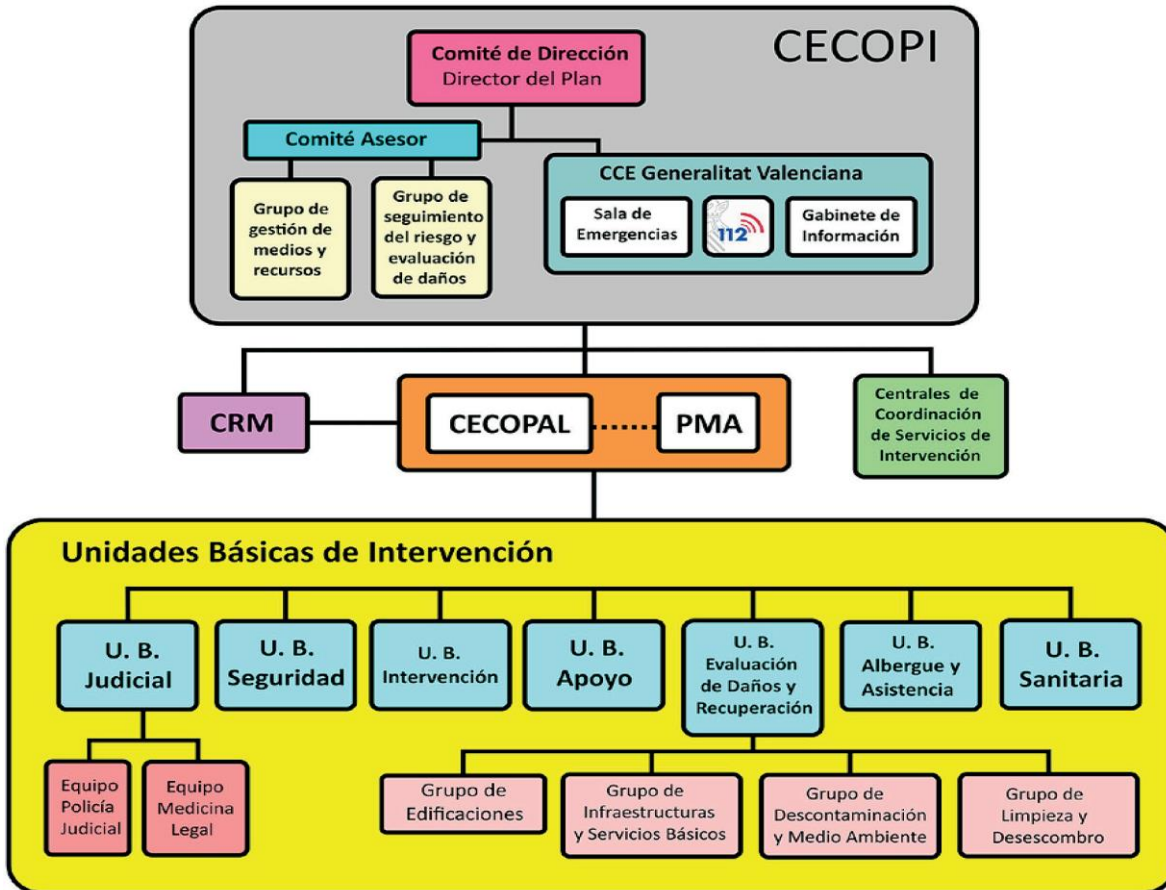 CECOPI
Comité de Dirección
Director del Plan
Comité Asesor
Grupo de
gestión de
medios y
recursos
Grupo de
seguimiento
del riesgo y
evaluación
de daños
CCE Generalitat Valenciana
Sala de
Emergencias
112
Gabinete de
Información
CRM
CECOPAL
PMA
Centrales de
Coordinación
de Servicios de
Intervención
Unidades Básicas de Intervención
U. B.
Judicial
U. B.
Seguridad
U. B.
Intervención
U. B.
Apoyo
U. B.
Evaluación
de Daños y
Recuperación
U. B.
Albergue y
Asistencia
U. B.
Sanitaria
Equipo
Policía
Judicial
Equipo
Medicina
Legal
Grupo de
Edificaciones
Grupo de
Infraestructuras
y Servicios Básicos
Grupo de
Descontaminación
y Medio Ambiente
Grupo de
Limpieza y
Desescombro